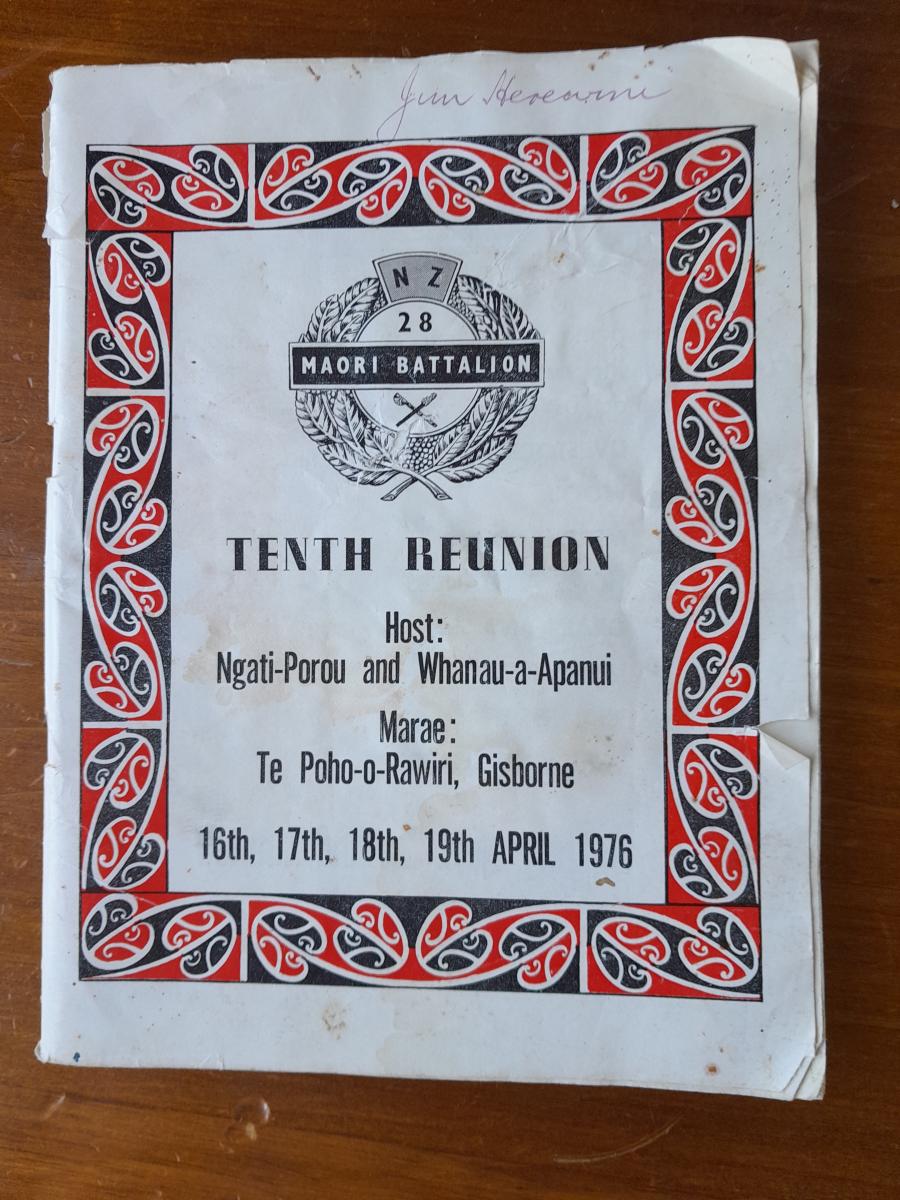 Jim
NZ
28
MAORI BATTALION
TENTH REUNION
Host:
Ngati-Porou and Whanau-a-Apanui
Marae:
Te Poho-o-Rawiri, Gisborne
16th, 17th, 18th, 19th APRIL 1976